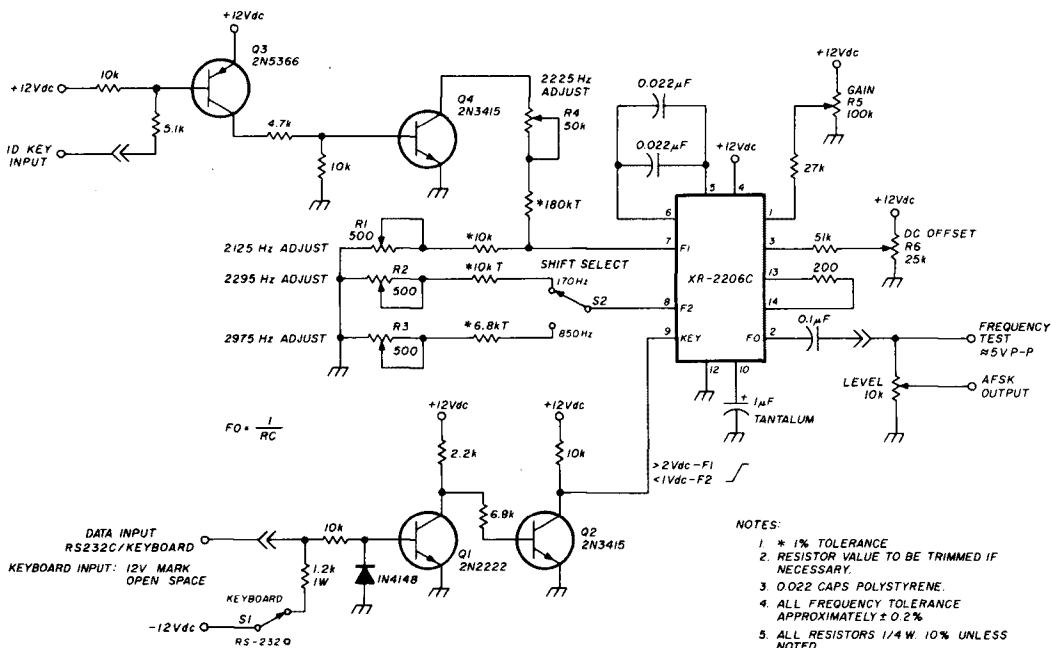 +12Vdc
Q3
2N5366
+12Vdc
10k
5.1k
ID KEY
INPUT
4.7k
10k
Q4
2N3415
2225 Hz
ADJUST
R4
50k
*180kT
0.022µF
0.022µF
+12Vdc
+12Vdc
GAIN
R5
100k
27k
5
4
6
1
7
F1
3
51k
+12Vdc
DC OFFSET
R6
25k
XR-2206C
13
200
14
8
F2
9
KEY
FO
2
0.1µF
12
10
FREQUENCY
TEST
≈5V P-P
LEVEL
10k
AFSK
OUTPUT
+
1µF
TANTALUM
2125 Hz ADJUST
R1
500
*10k
2295 Hz ADJUST
R2
500
*10k T
SHIFT SELECT
170Hz
S2
2975 Hz ADJUST
R3
500
*6.8kT
850Hz
FO = 1/RC
+12Vdc
2.2k
+12Vdc
10k
>2Vdc-F1
<1Vdc-F2
6.8k
Q1
2N2222
Q2
2N3415
DATA INPUT
RS232C/KEYBOARD
KEYBOARD INPUT: 12V MARK
OPEN SPACE
10k
1.2k
1W
1N4148
KEYBOARD
-12Vdc
S1
RS-232
NOTES:
1. * 1% TOLERANCE
2. RESISTOR VALUE TO BE TRIMMED IF
NECESSARY.
3. 0.022 CAPS POLYSTYRENE.
4. ALL FREQUENCY TOLERANCE
APPROXIMATELY ± 0.2%
5. ALL RESISTORS 1/4 W. 10% UNLESS
NOTED